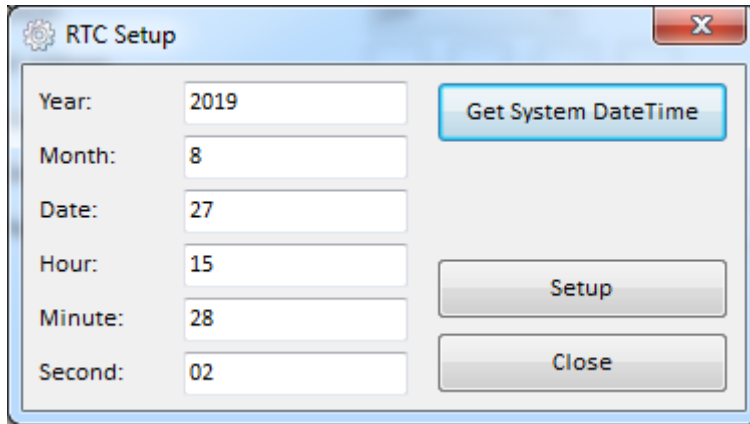 RTC Setup
Year: 2019 Get System DateTime
Month: 8
Date: 27
Hour: 15
Setup
Minute: 28
Close
Second: 02